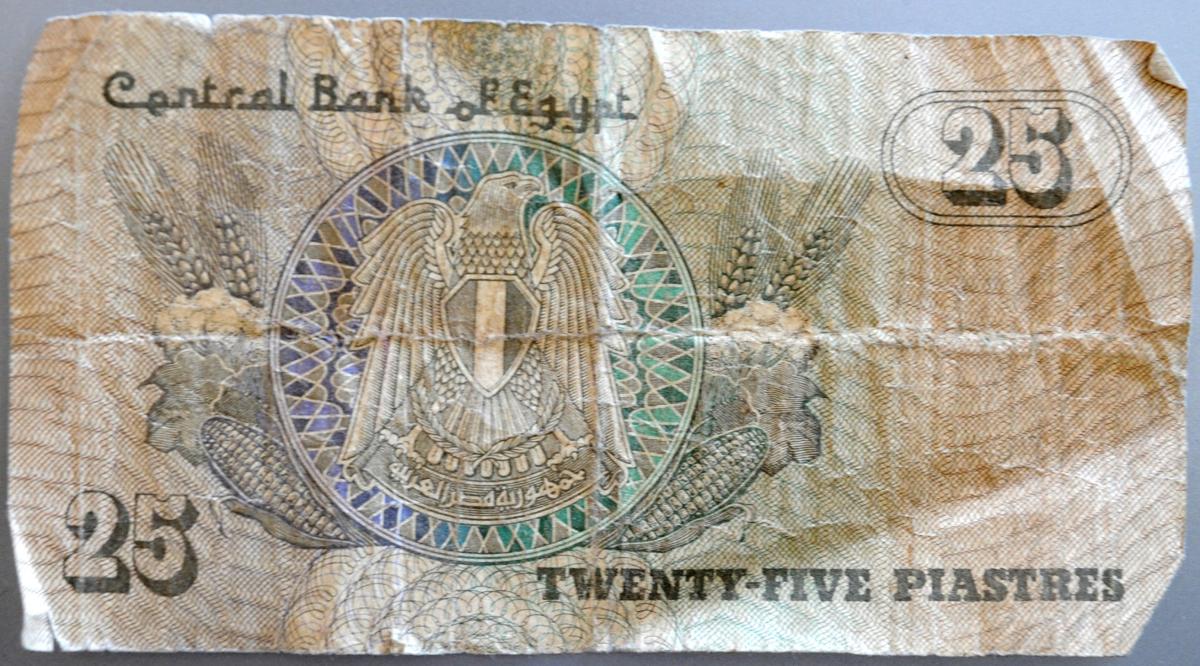 Central Bank of Egypt
25
جمهورية مصر العربية
25
TWENTY-FIVE PIASTRES